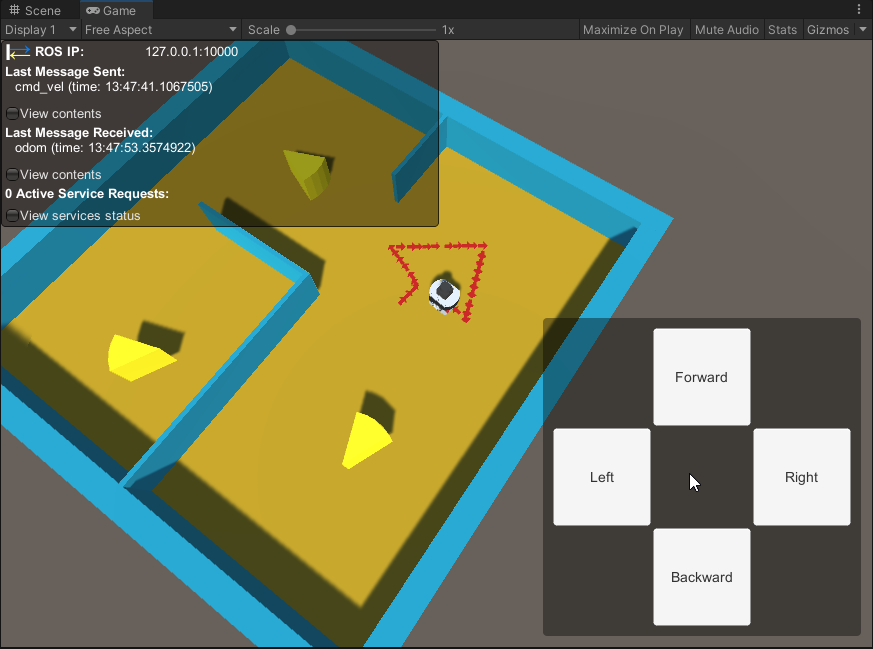 Scene Game
Display 1 Free Aspect Scale 1x Maximize On Play Mute Audio Stats Gizmos
ROS IP: 127.0.0.1:10000
Last Message Sent:
cmd_vel (time: 13:47:41.1067505)
View contents
Last Message Received:
odom (time: 13:47:53.3574922)
View contents
0 Active Service Requests:
View services status
Forward
Left Right
Backward